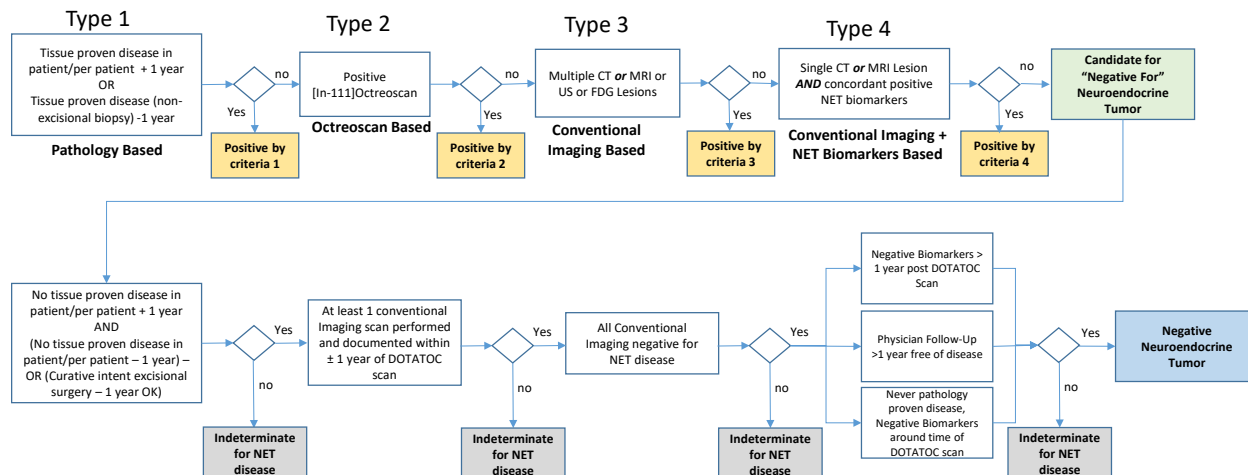 Type 1
Type 2
Type 3
Type 4
Tissue proven disease in
patient/per patient + 1 year
OR
Tissue proven disease (non-
excisional biopsy) -1 year
Pathology Based
no
Yes
Positive by
criteria 1
Positive
[In-111]Octreoscan
Octreoscan Based
no
Yes
Positive by
criteria 2
Multiple CT or MRI or
US or FDG Lesions
Conventional
Imaging Based
no
Yes
Positive by
criteria 3
Single CT or MRI Lesion
AND concordant positive
NET biomarkers
Conventional Imaging +
NET Biomarkers Based
no
Yes
Positive by
criteria 4
Candidate for
“Negative For”
Neuroendocrine
Tumor
No tissue proven disease in
patient/per patient + 1 year
AND
(No tissue proven disease in
patient/per patient – 1 year) –
OR (Curative intent excisional
surgery – 1 year OK)
Yes
no
Indeterminate
for NET
disease
At least 1 conventional
Imaging scan performed
and documented within
± 1 year of DOTATOC
scan
Yes
no
Indeterminate
for NET
disease
All Conventional
Imaging negative for
NET disease
Yes
no
Indeterminate
for NET
disease
Negative Biomarkers >
1 year post DOTATOC
Scan
Physician Follow-Up
>1 year free of disease
Never pathology
proven disease,
Negative Biomarkers
around time of
DOTATOC scan
Yes
no
Indeterminate
for NET
disease
Negative
Neuroendocrine
Tumor